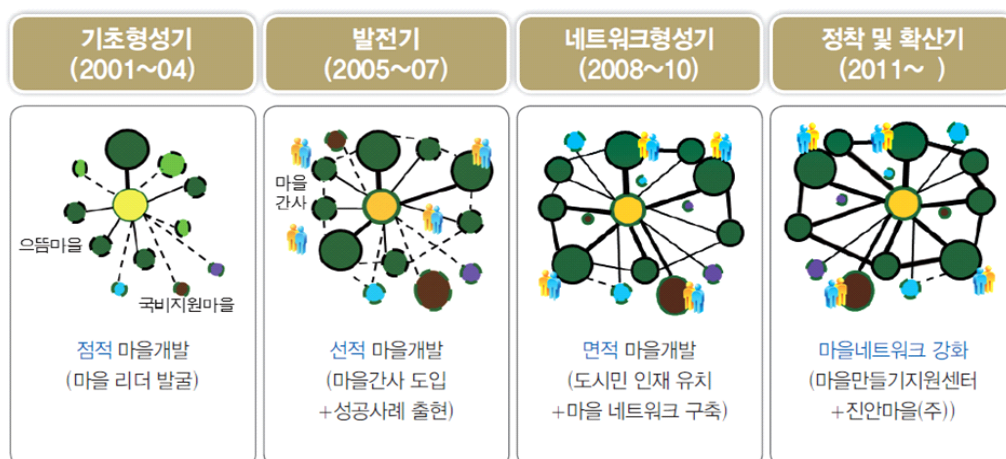 기초형성기
(2001~04)
발전기
(2005~07)
네트워크형성기
(2008~10)
정착 및 확산기
(2011~ )
으뜸마을
국비지원마을
마을
간사
점적 마을개발
(마을 리더 발굴)
선적 마을개발
(마을간사 도입
+성공사례 출현)
면적 마을개발
(도시민 인재 유치
+마을 네트워크 구축)
마을네트워크 강화
(마을만들기지원센터
+진안마을(주))